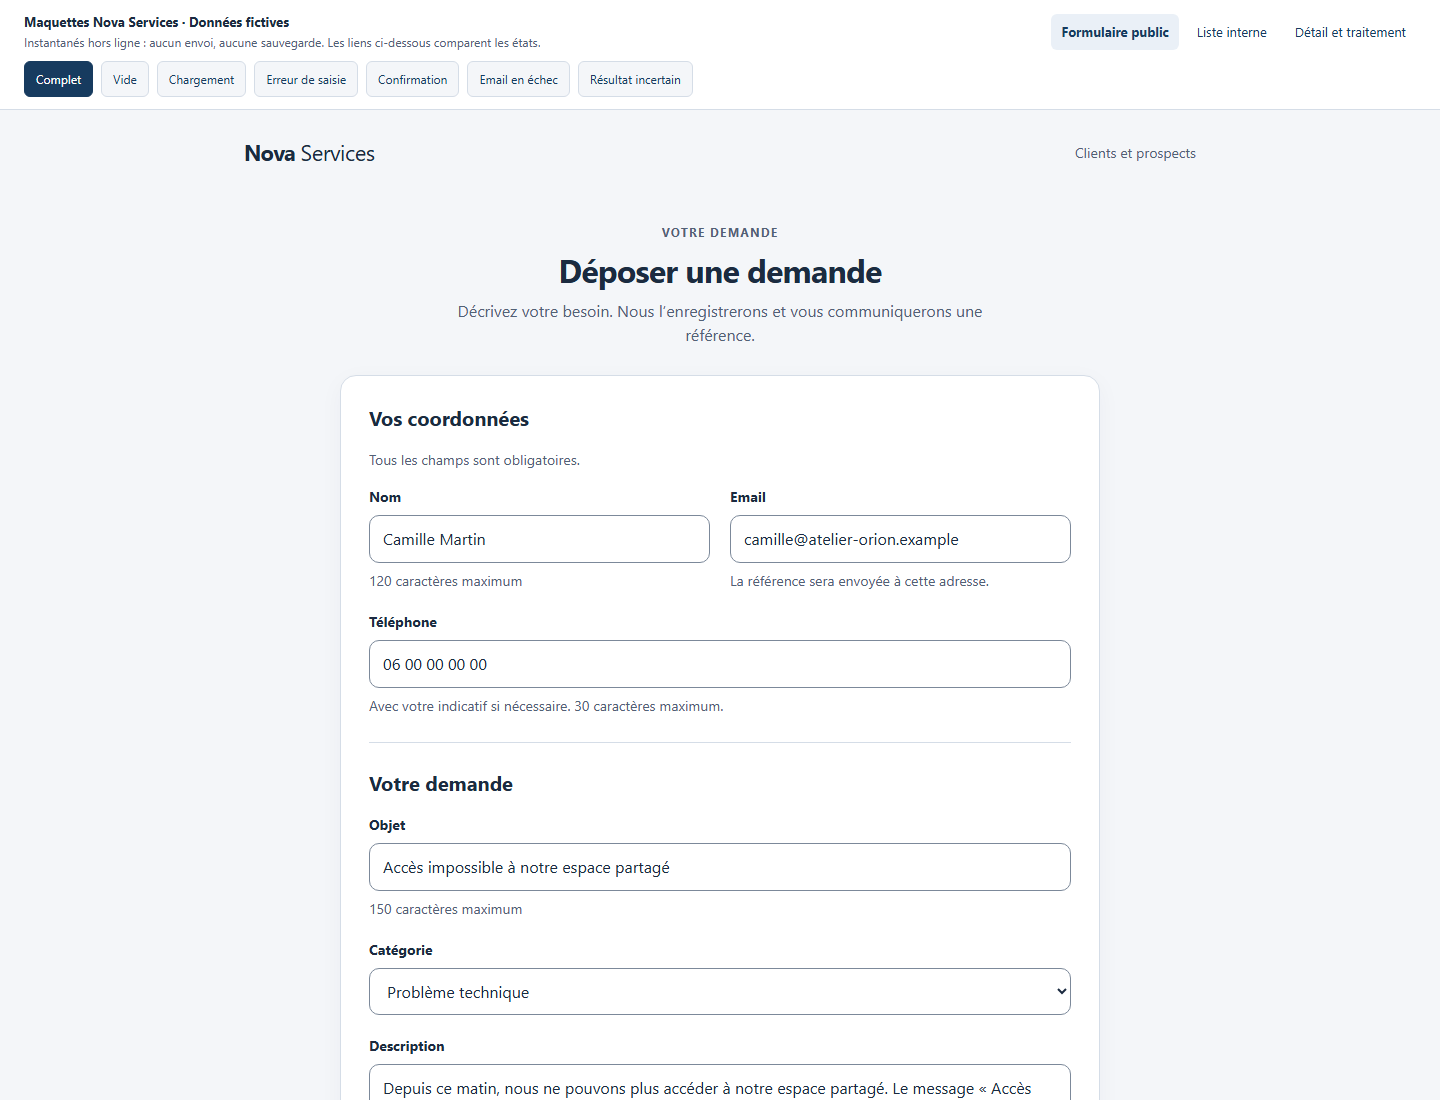 Maquettes Nova Services · Données fictives
Instantanés hors ligne : aucun envoi, aucune sauvegarde. Les liens ci-dessous comparent les états.
Formulaire public
Liste interne
Détail et traitement
Complet
Vide
Chargement
Erreur de saisie
Confirmation
Email en échec
Résultat incertain
Nova Services
Clients et prospects
VOTRE DEMANDE
Déposer une demande
Décrivez votre besoin. Nous l’enregistrerons et vous communiquerons une
référence.
Vos coordonnées
Tous les champs sont obligatoires.
Nom
Email
Camille Martin
camille@atelier-orion.example
120 caractères maximum
La référence sera envoyée à cette adresse.
Téléphone
06 00 00 00 00
Avec votre indicatif si nécessaire. 30 caractères maximum.
Votre demande
Objet
Accès impossible à notre espace partagé
150 caractères maximum
Catégorie
Problème technique
Description
Depuis ce matin, nous ne pouvons plus accéder à notre espace partagé. Le message « Accès